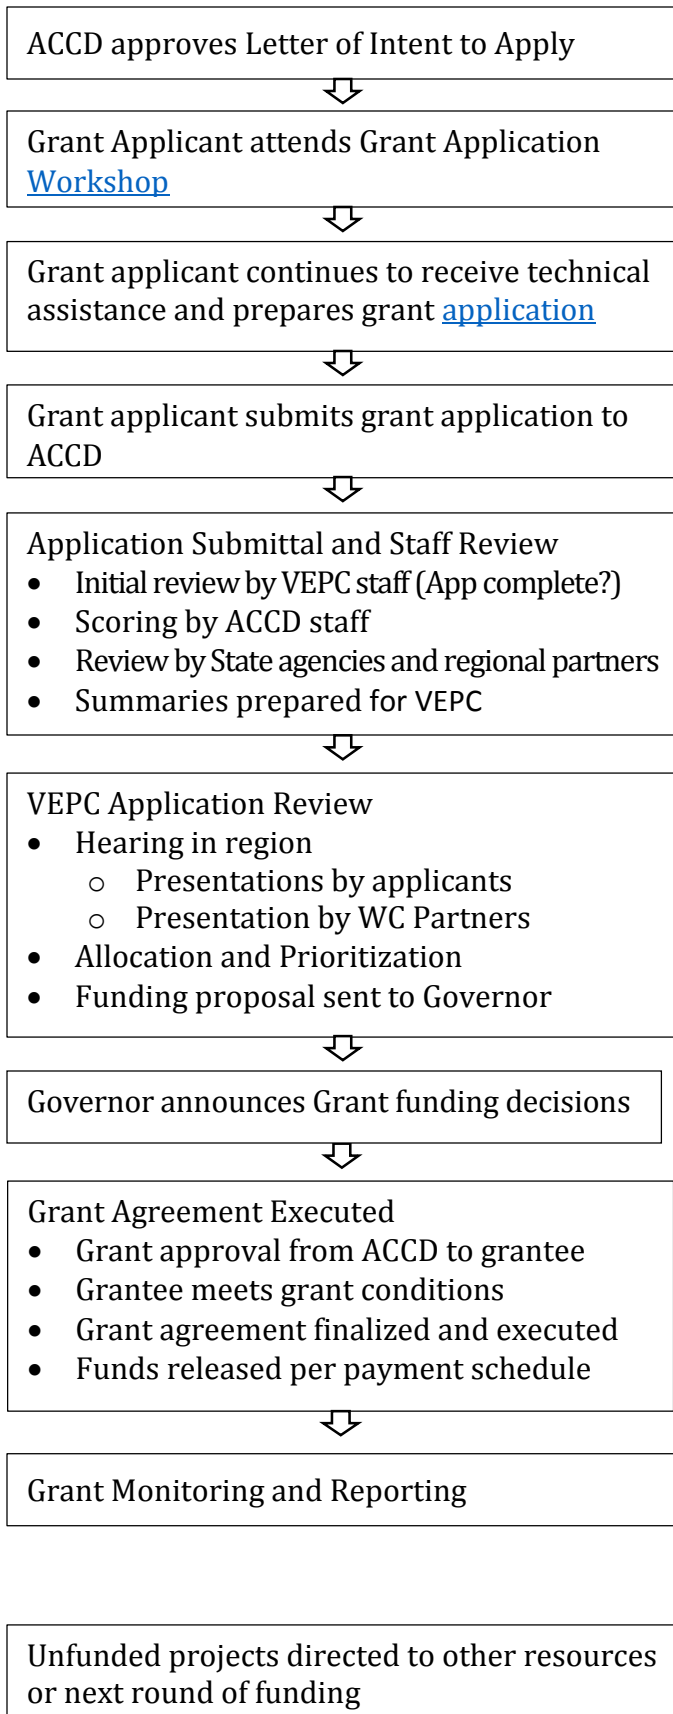 ACCD approves Letter of Intent to Apply
Grant Applicant attends Grant Application
Workshop
Grant applicant continues to receive technical
assistance and prepares grant application
Grant applicant submits grant application to
ACCD
Application Submittal and Staff Review
• Initial review by VEPC staff (App complete?)
• Scoring by ACCD staff
• Review by State agencies and regional partners
• Summaries prepared for VEPC
VEPC Application Review
• Hearing in region
o Presentations by applicants
o Presentation by WC Partners
• Allocation and Prioritization
• Funding proposal sent to Governor
Governor announces Grant funding decisions
Grant Agreement Executed
• Grant approval from ACCD to grantee
• Grantee meets grant conditions
• Grant agreement finalized and executed
• Funds released per payment schedule
Grant Monitoring and Reporting
Unfunded projects directed to other resources
or next round of funding